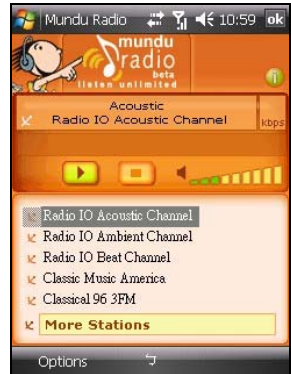 Mundu Radio 10:59 ok
mundu
radio
beta
listen unlimited
i
Acoustic
Radio IO Acoustic Channel
kbps
Radio IO Acoustic Channel
Radio IO Ambient Channel
Radio IO Beat Channel
Classic Music America
Classical 96 3FM
More Stations
Options